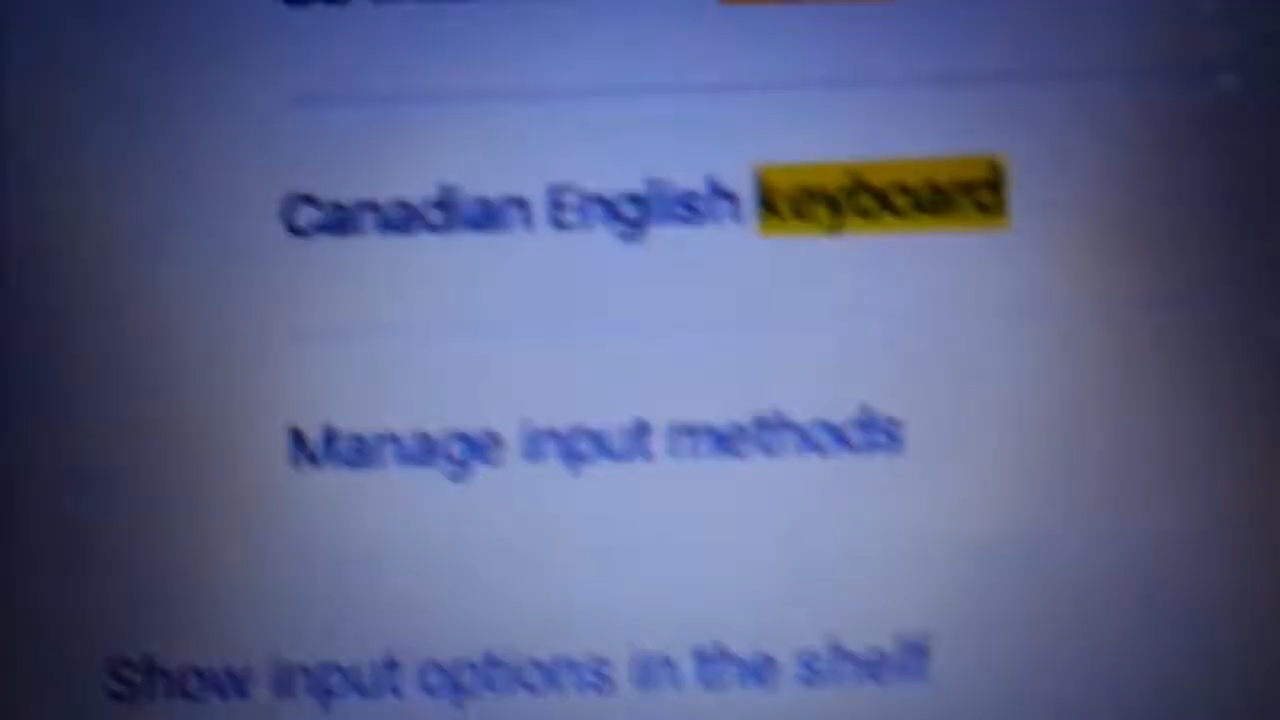 Canadian English keyboard
Manage input methods
Show input options in the shelf